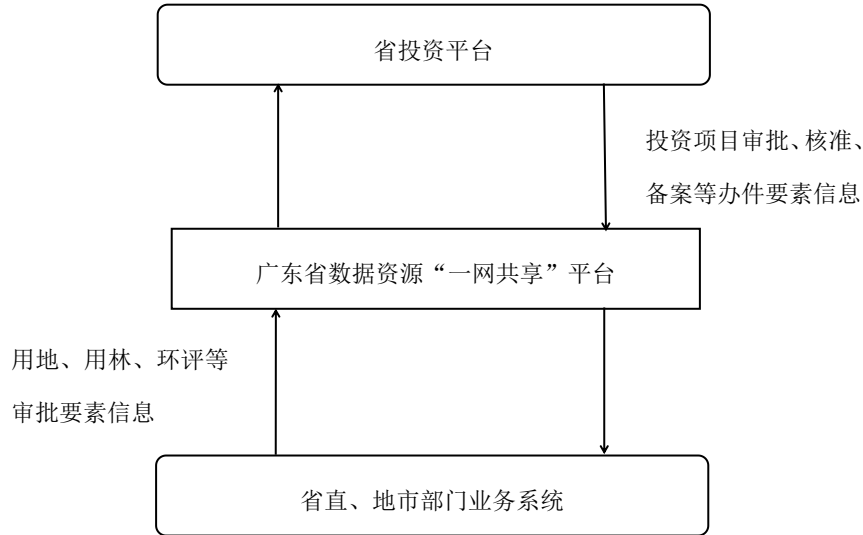 省投资平台
投资项目审批、核准、
备案等办件要素信息
广东省数据资源“一网共享”平台
用地、用林、环评等
审批要素信息
省直、地市部门业务系统